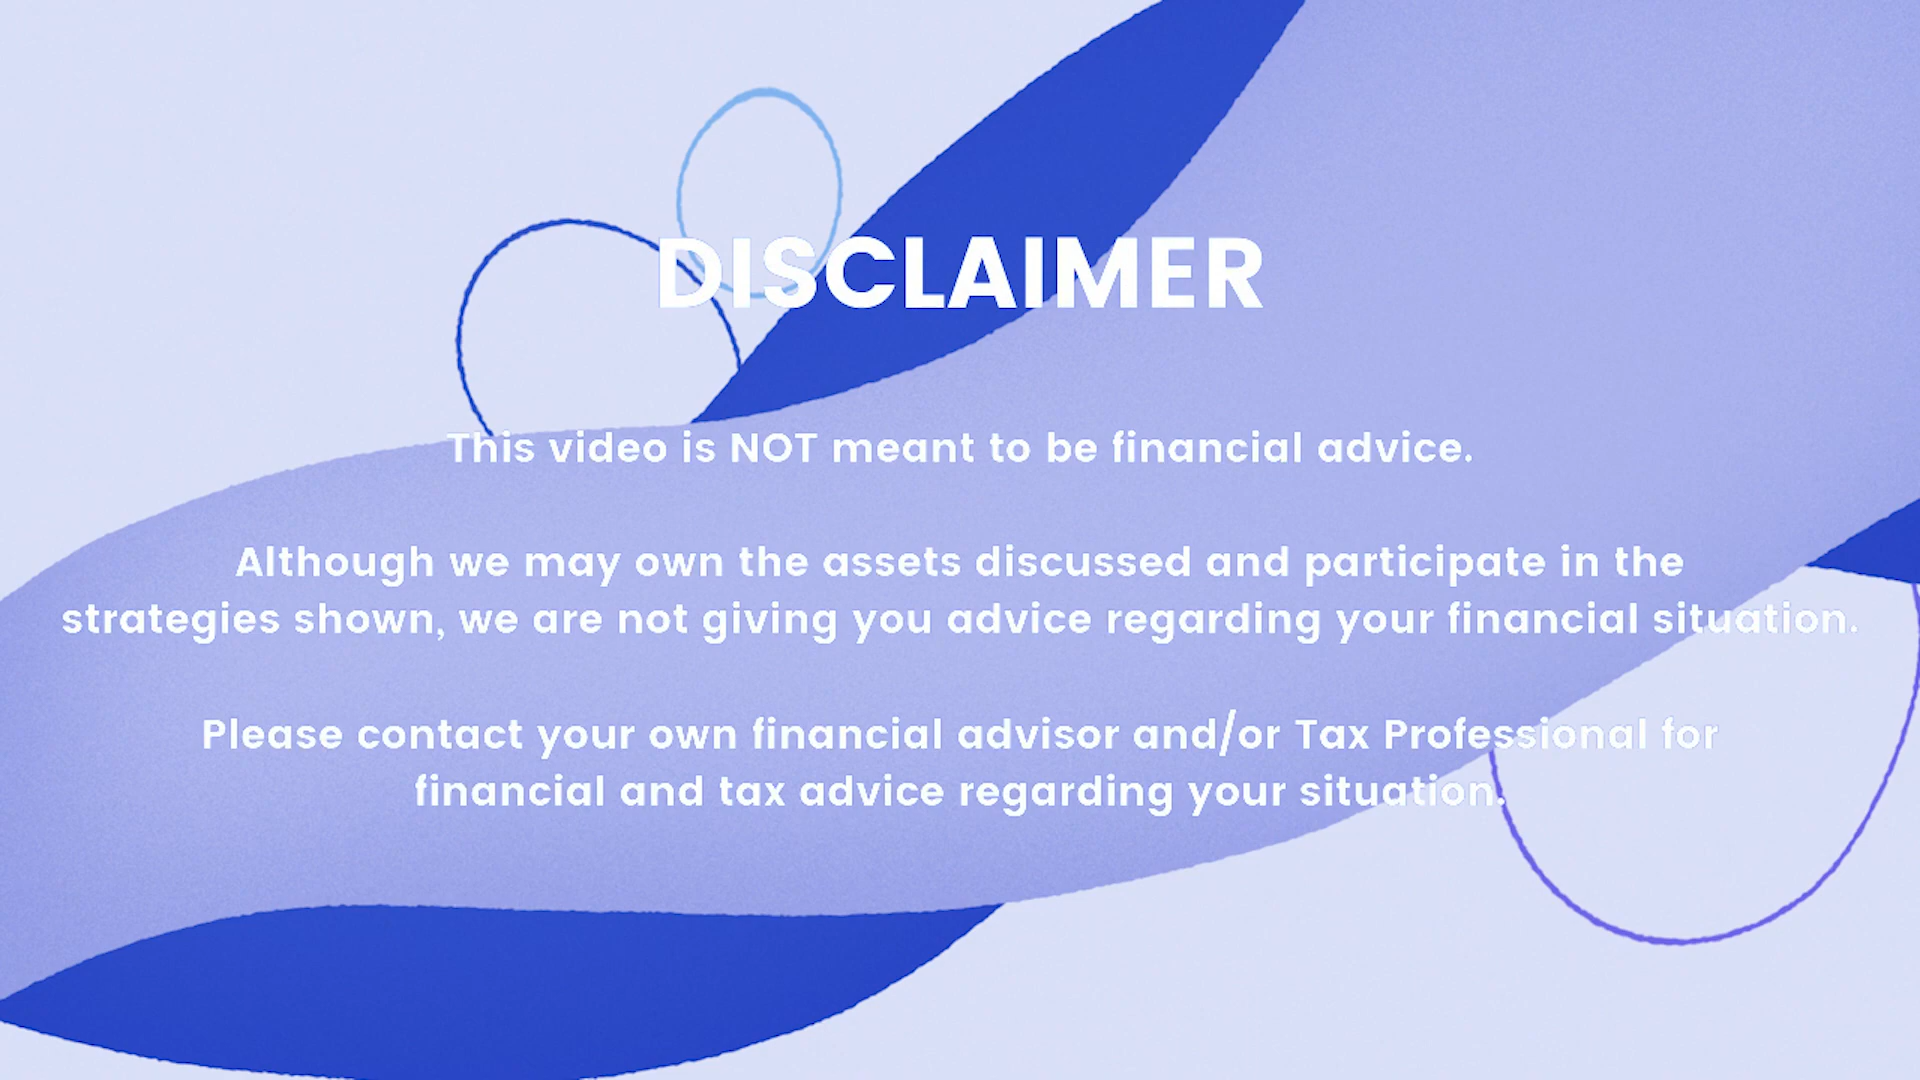 DISCLAIMER
This video is NOT meant to be financial advice.
Although we may own the assets discussed and participate in the
strategies shown, we are not giving you advice regarding your financial situation.
Please contact your own financial advisor and/or Tax Professional for
financial and tax advice regarding your situation.